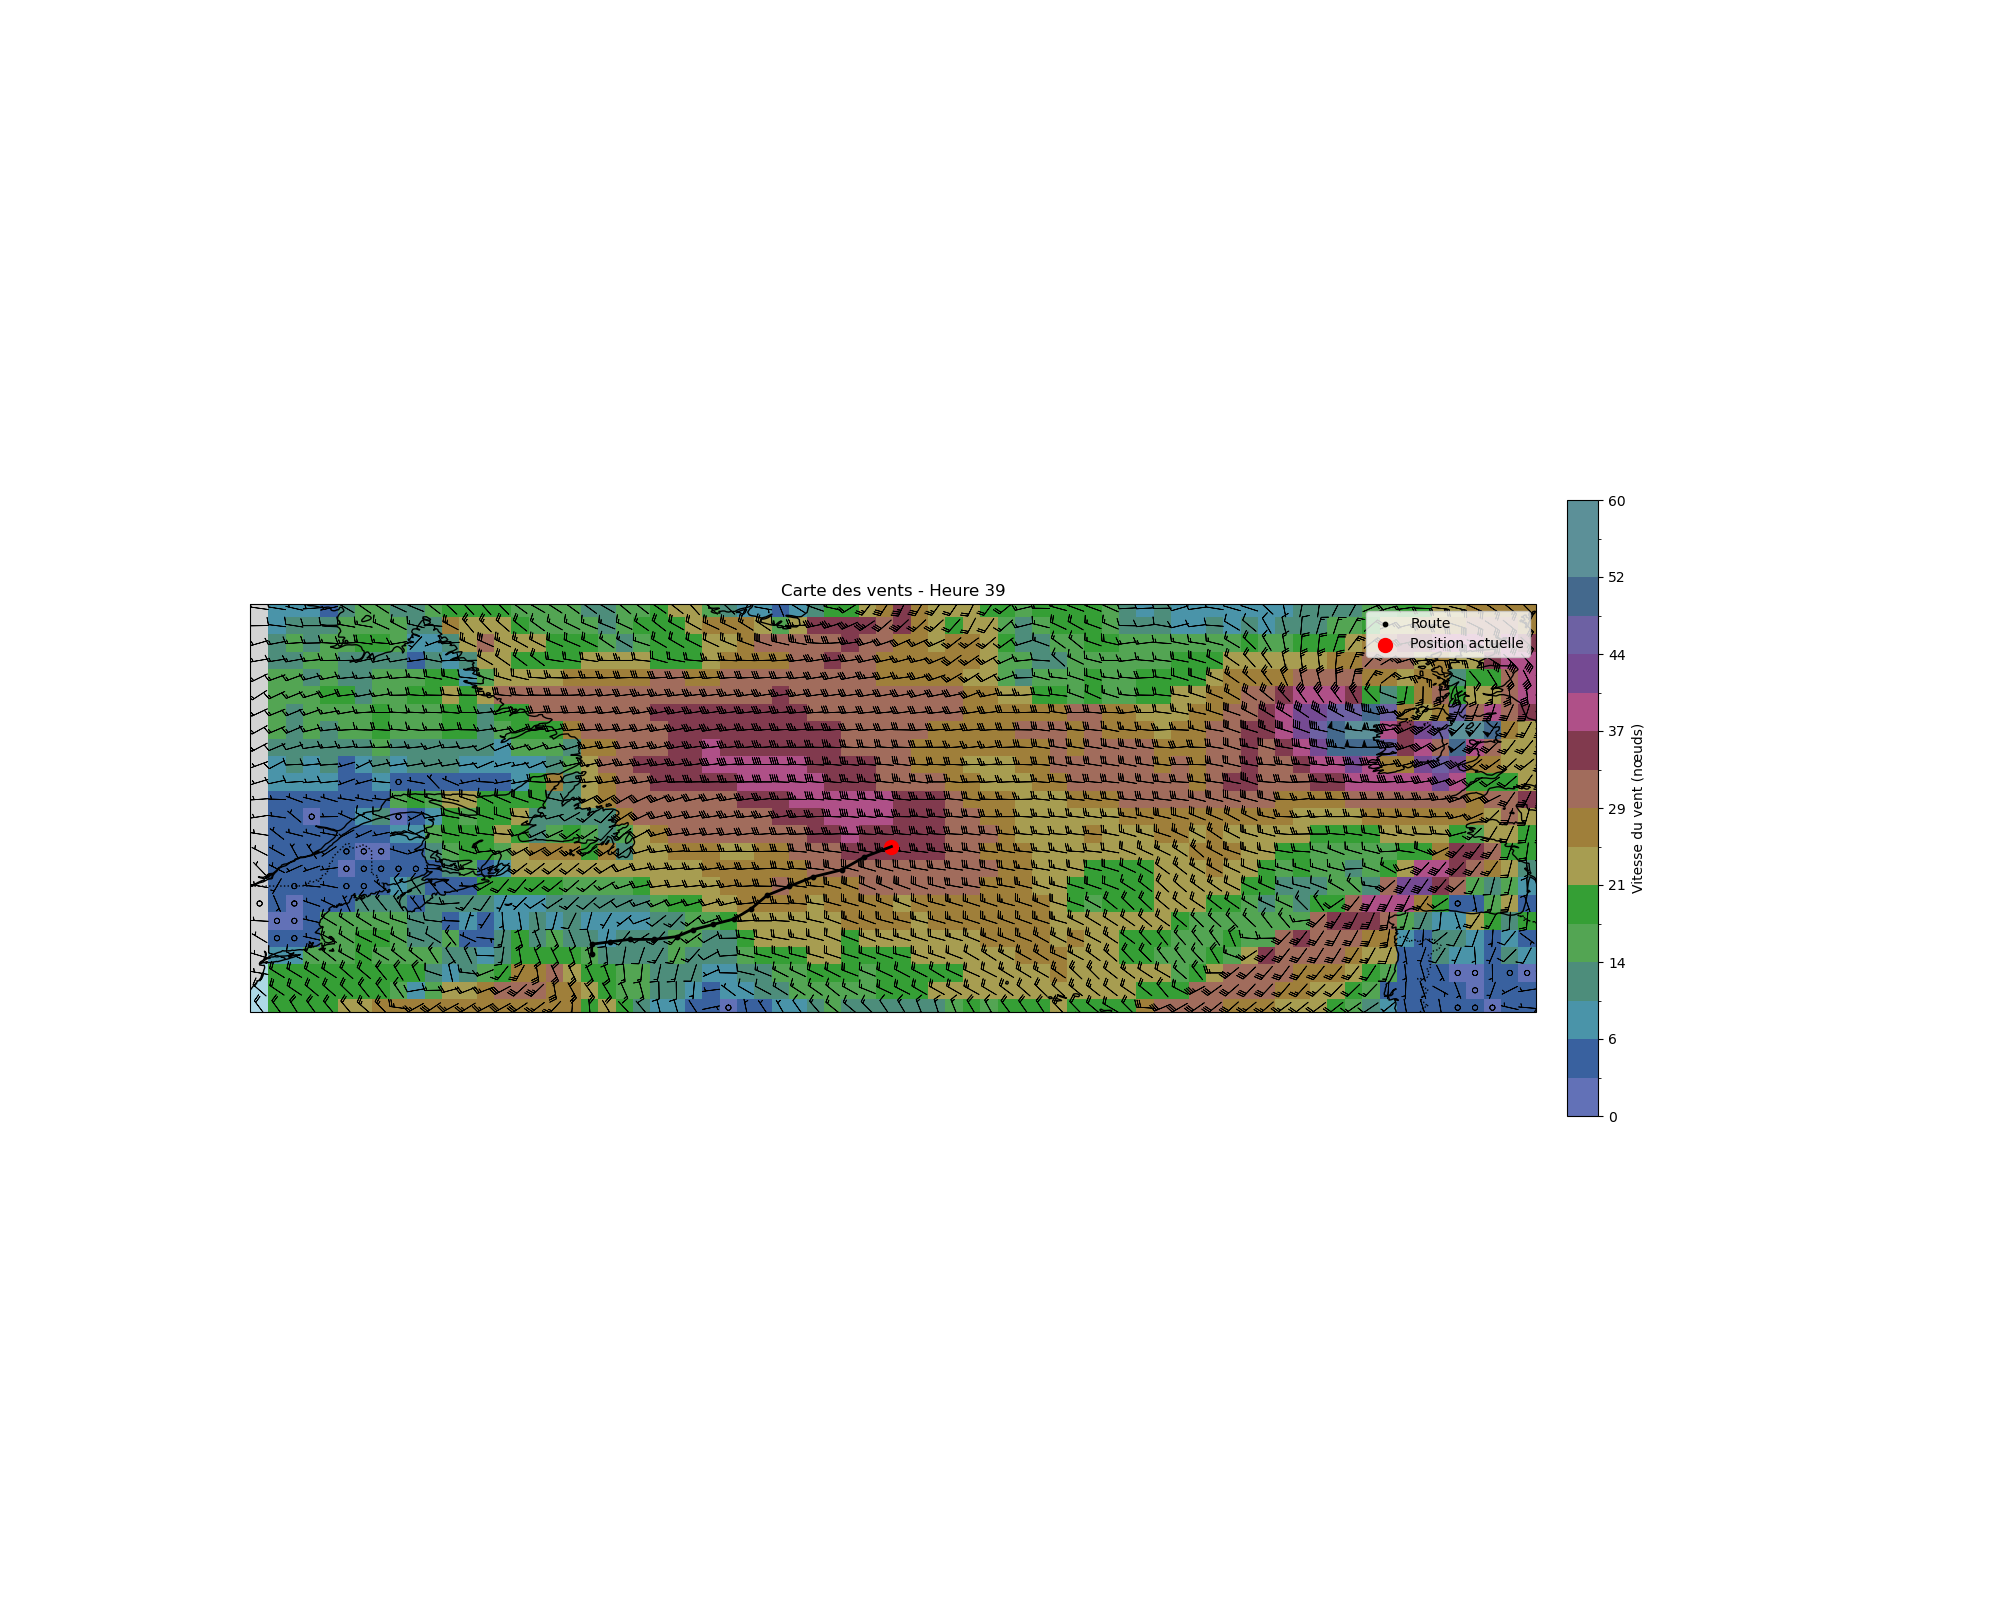 Carte des vents - Heure 39
Route
Position actuelle
60
52
44
37
29
21
14
6
0
Vitesse du vent (nœuds)